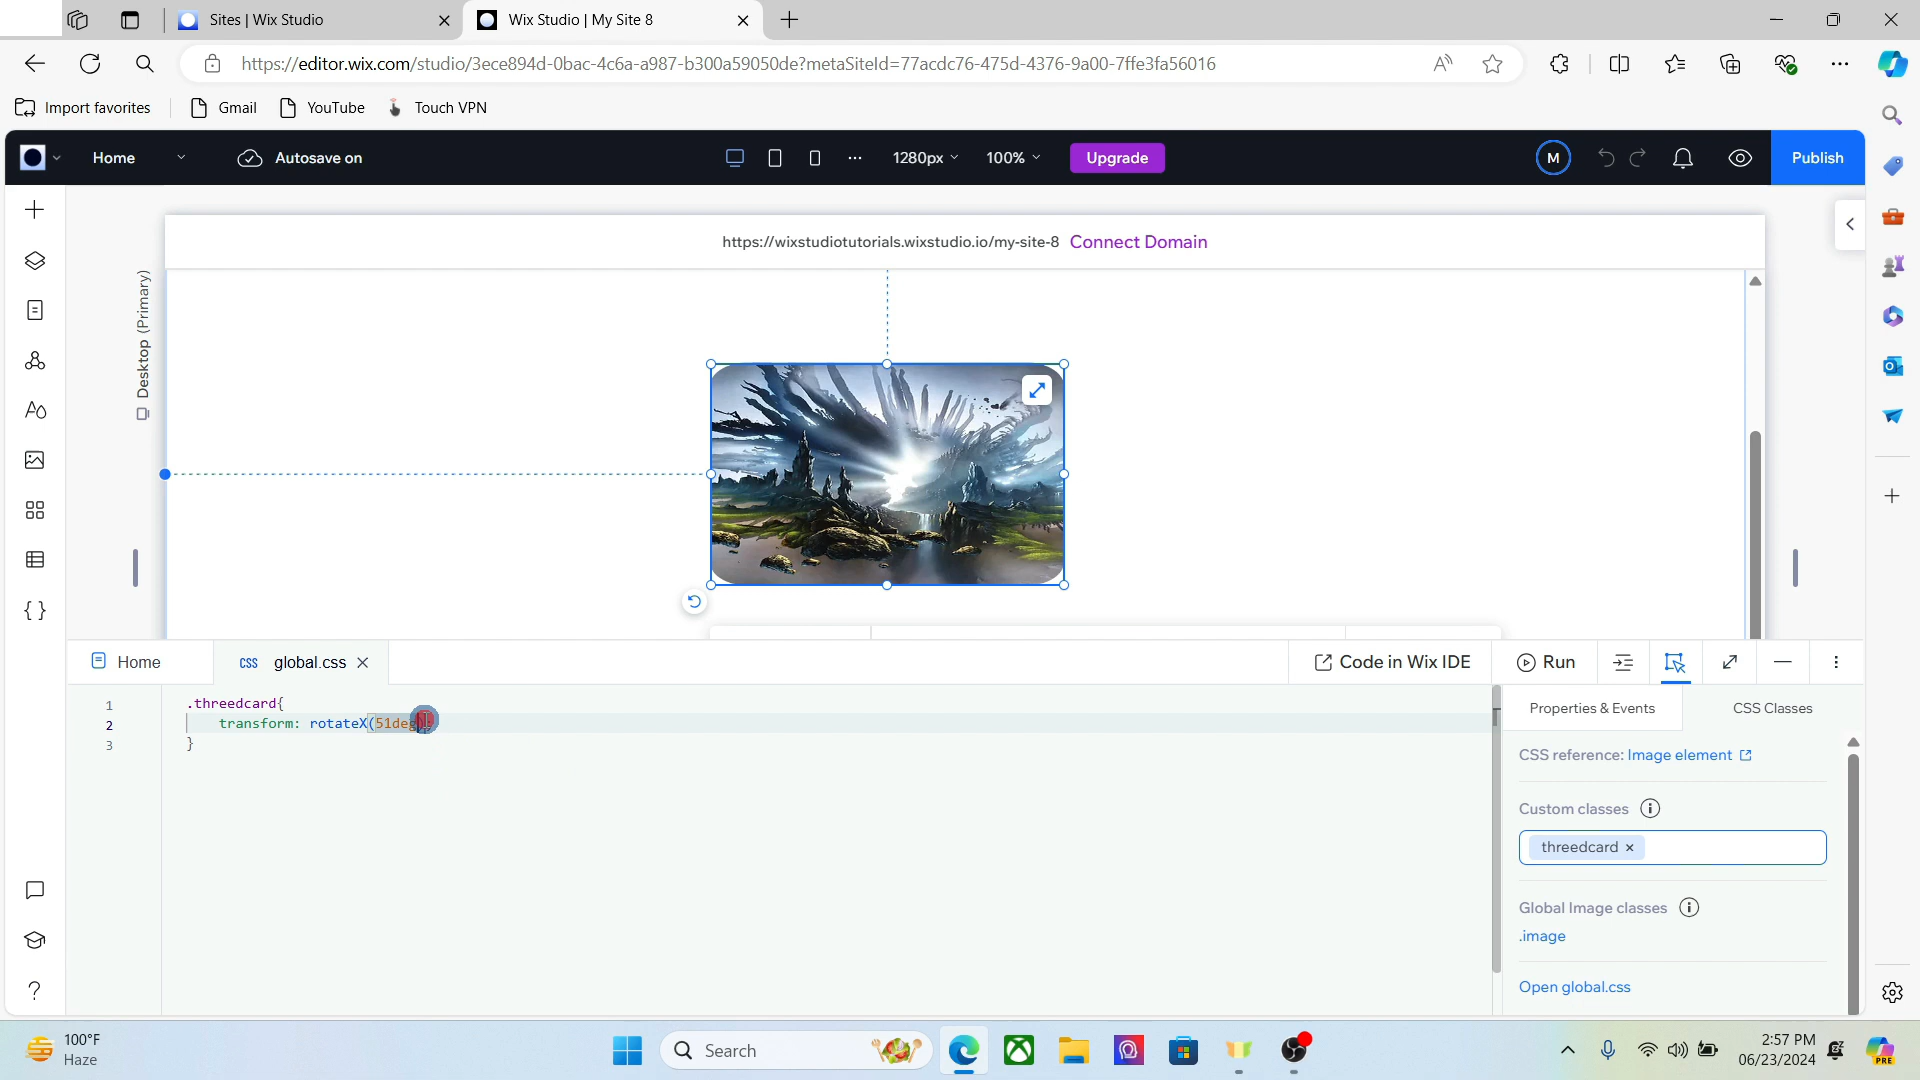 Sites | Wix Studio
Wix Studio | My Site 8
https://editor.wix.com/studio/3ece894d-0bac-4c6a-a987-b300a59050de?metaSiteId=77acdc76-475d-4376-9a00-7ffe3fa56016
Import favorites
Gmail
YouTube
Touch VPN
Home
Autosave on
1280px
100%
Upgrade
M
Publish
https://wixstudiotutorials.wixstudio.io/my-site-8 Connect Domain
Desktop (Primary)
Home
css global.css
Code in Wix IDE
Run
1 .threedcard{
2 transform: rotateX(51deg);
3 }
Properties & Events
CSS Classes
CSS reference: Image element
Custom classes
threedcard
Global Image classes
.image
Open global.css
100°F
Haze
Search
2:57 PM
06/23/2024
PRE